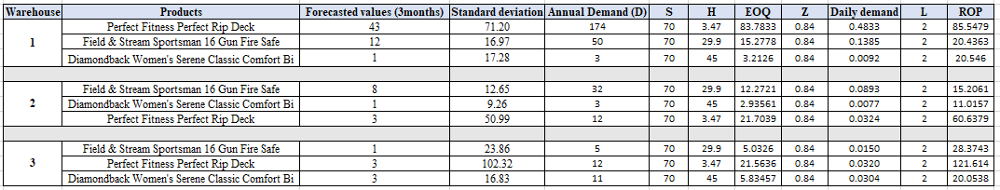 Warehouse Products Forecasted values (3months) Standard deviation Annual Demand (D) S H EOQ Z Daily demand L ROP
Perfect Fitness Perfect Rip Deck 43 71.20 174 70 3.47 83.7833 0.84 0.4833 2 85.5479
1 Field & Stream Sportsman 16 Gun Fire Safe 12 16.97 50 70 29.9 15.2778 0.84 0.1385 2 20.4363
Diamondback Women's Serene Classic Comfort Bi 1 17.28 3 70 45 3.2126 0.84 0.0092 2 20.546
Field & Stream Sportsman 16 Gun Fire Safe 8 12.65 32 70 29.9 12.2721 0.84 0.0893 2 15.2061
2 Diamondback Women's Serene Classic Comfort Bi 1 9.26 3 70 45 2.93561 0.84 0.0077 2 11.0157
Perfect Fitness Perfect Rip Deck 3 50.99 12 70 3.47 21.7039 0.84 0.0324 2 60.6379
Field & Stream Sportsman 16 Gun Fire Safe 1 23.86 5 70 29.9 5.0326 0.84 0.0150 2 28.3743
3 Perfect Fitness Perfect Rip Deck 3 102.32 12 70 3.47 21.5636 0.84 0.0320 2 121.614
Diamondback Women's Serene Classic Comfort Bi 3 16.83 11 70 45 5.83457 0.84 0.0304 2 20.0538